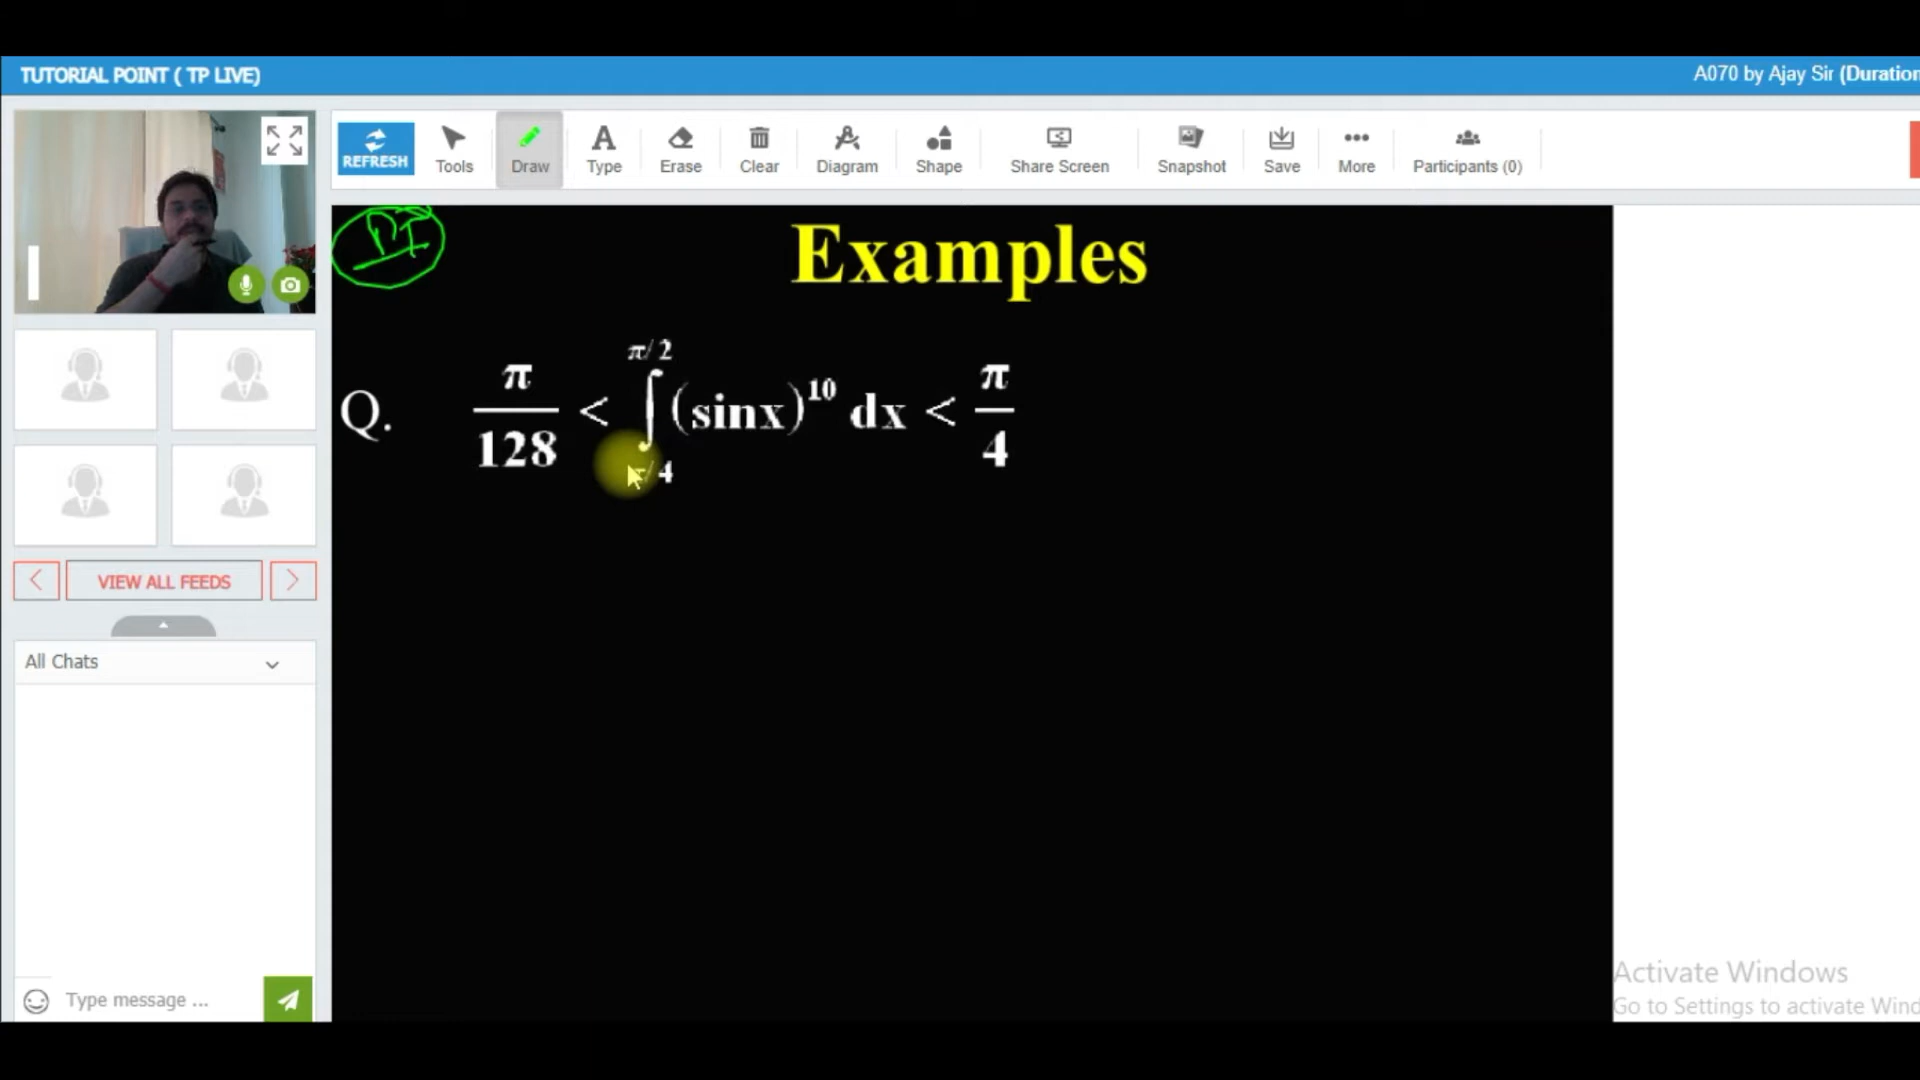 TUTORIAL POINT ( TP LIVE)
A070 by Ajay Sir (Duration
REFRESH
Tools
Draw
Type
Erase
Clear
Diagram
Shape
Share Screen
Snapshot
Save
More
Participants (0)
DI
Examples
Q. π/128 < ∫ π/4 π/2 (sinx)^10 dx < π/4
VIEW ALL FEEDS
All Chats
Type message ...
Activate Windows
Go to Settings to activate Wind